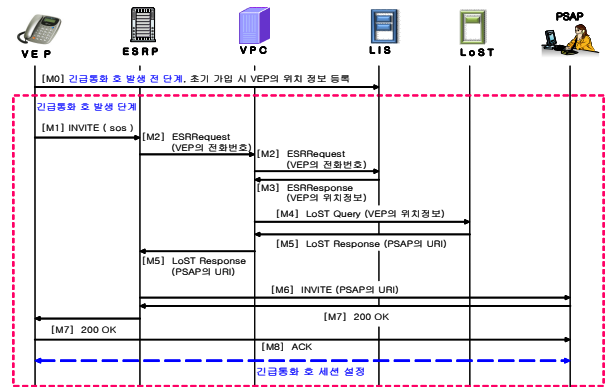 PSAP
VEP
ESRP
VPC
LIS
LoST
[M0] 긴급통화 호 발생 전 단계, 초기 가입 시 VEP의 위치 정보 등록
긴급통화 호 발생 단계
[M1] INVITE ( sos )
[M2] ESRRequest
(VEP의 전화번호)
[M2] ESRRequest
(VEP의 전화번호)
[M3] ESRResponse
(VEP의 위치정보)
[M4] LoST Query (VEP의 위치정보)
[M5] LoST Response (PSAP의 URI)
[M5] LoST Response
(PSAP의 URI)
[M6] INVITE (PSAP의 URI)
[M7] 200 OK
[M7] 200 OK
[M8] ACK
긴급통화 호 세션 설정